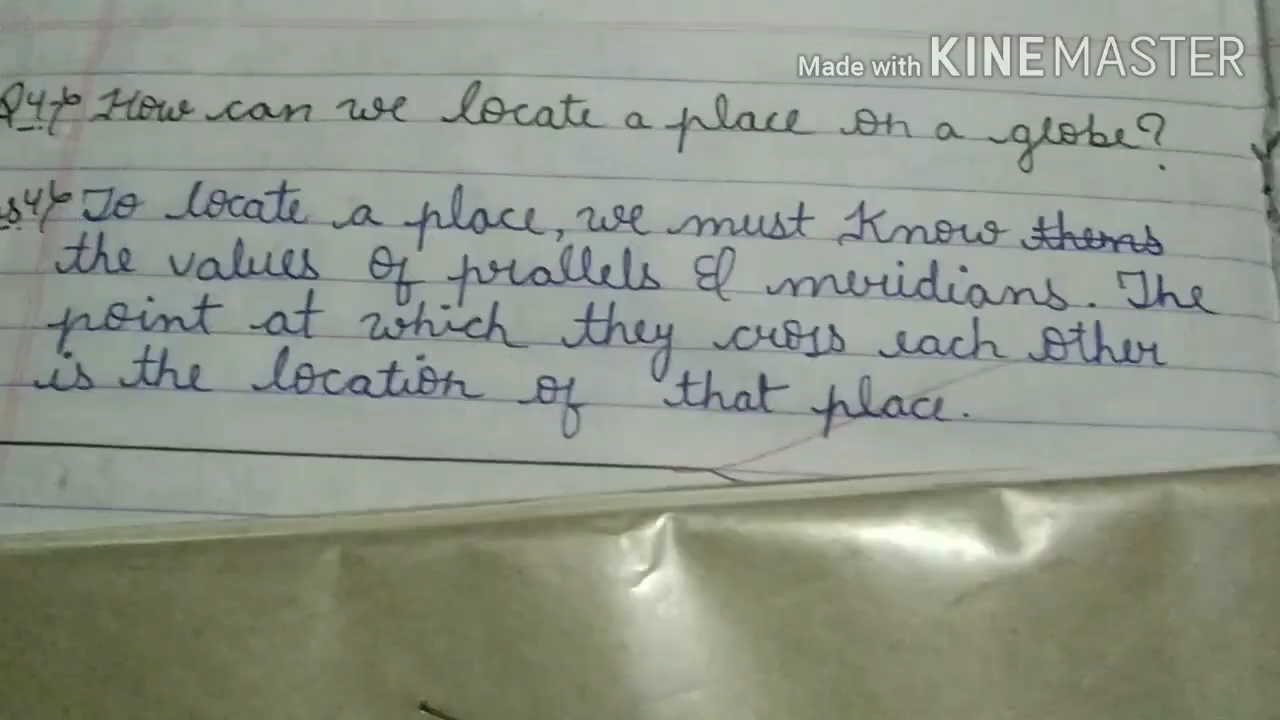 Made with KINEMASTER
Q4) How can we locate a place on a globe?
s4) To locate a place, we must know
the values of prallels & meridians. The
point at which they cross each other
is the location of that place.